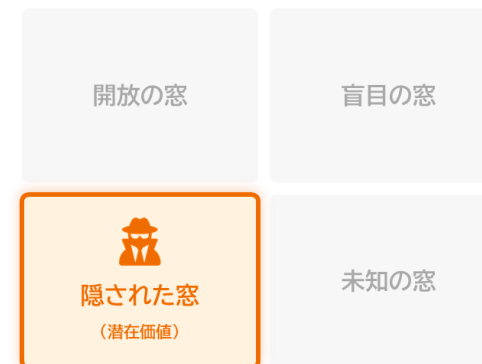 開放の窓
盲目の窓
隠された窓
（潜在価値）
未知の窓